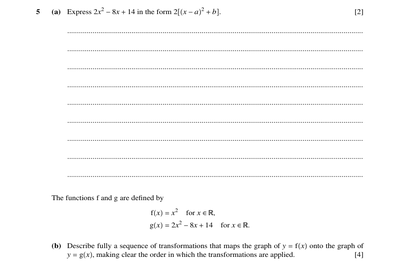 5 (a) Express 2x² − 8x + 14 in the form 2[(x − a)² + b]. [2]
The functions f and g are defined by
f(x) = x² for x ∈ ℝ,
g(x) = 2x² − 8x + 14 for x ∈ ℝ.
(b) Describe fully a sequence of transformations that maps the graph of y = f(x) onto the graph of
y = g(x), making clear the order in which the transformations are applied. [4]